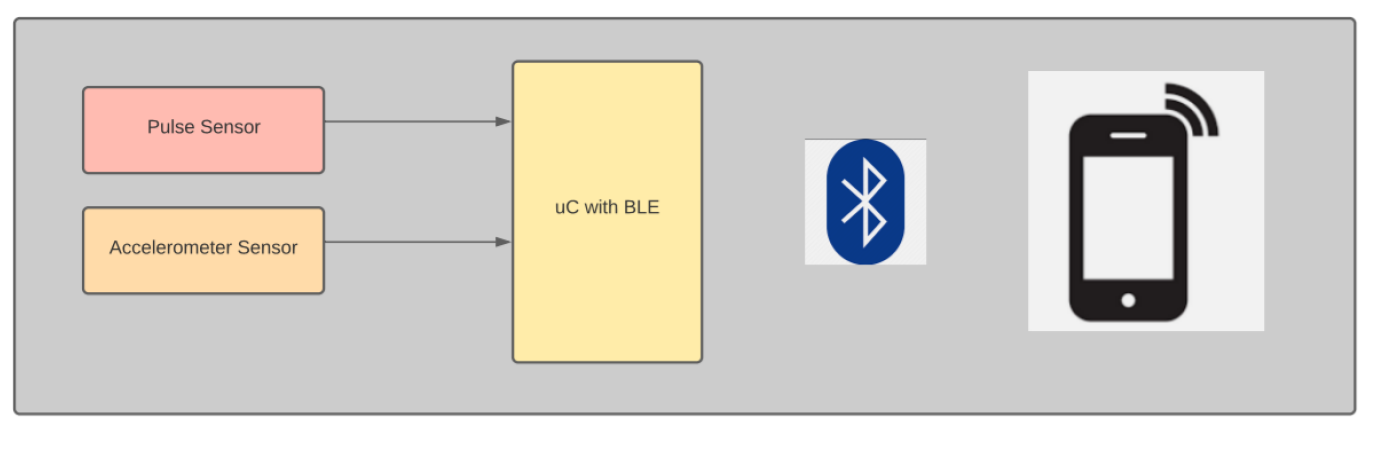 Pulse Sensor
Accelerometer Sensor
uC with BLE